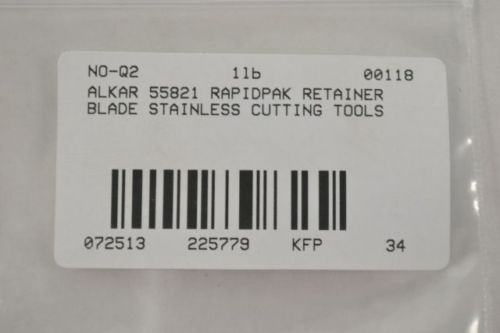 NO-Q2 1lb 00118
ALKAR 55821 RAPIDPAK RETAINER
BLADE STAINLESS CUTTING TOOLS
072513 225779 KFP 34